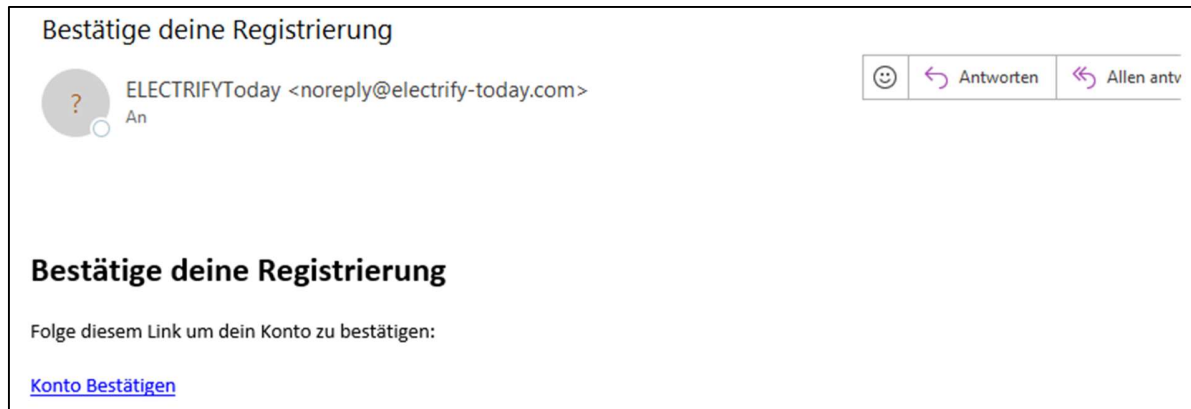 Bestätige deine Registrierung
?
ELECTRIFYToday <noreply@electrify-today.com>
An
Antworten
Allen antw
Bestätige deine Registrierung
Folge diesem Link um dein Konto zu bestätigen:
Konto Bestätigen